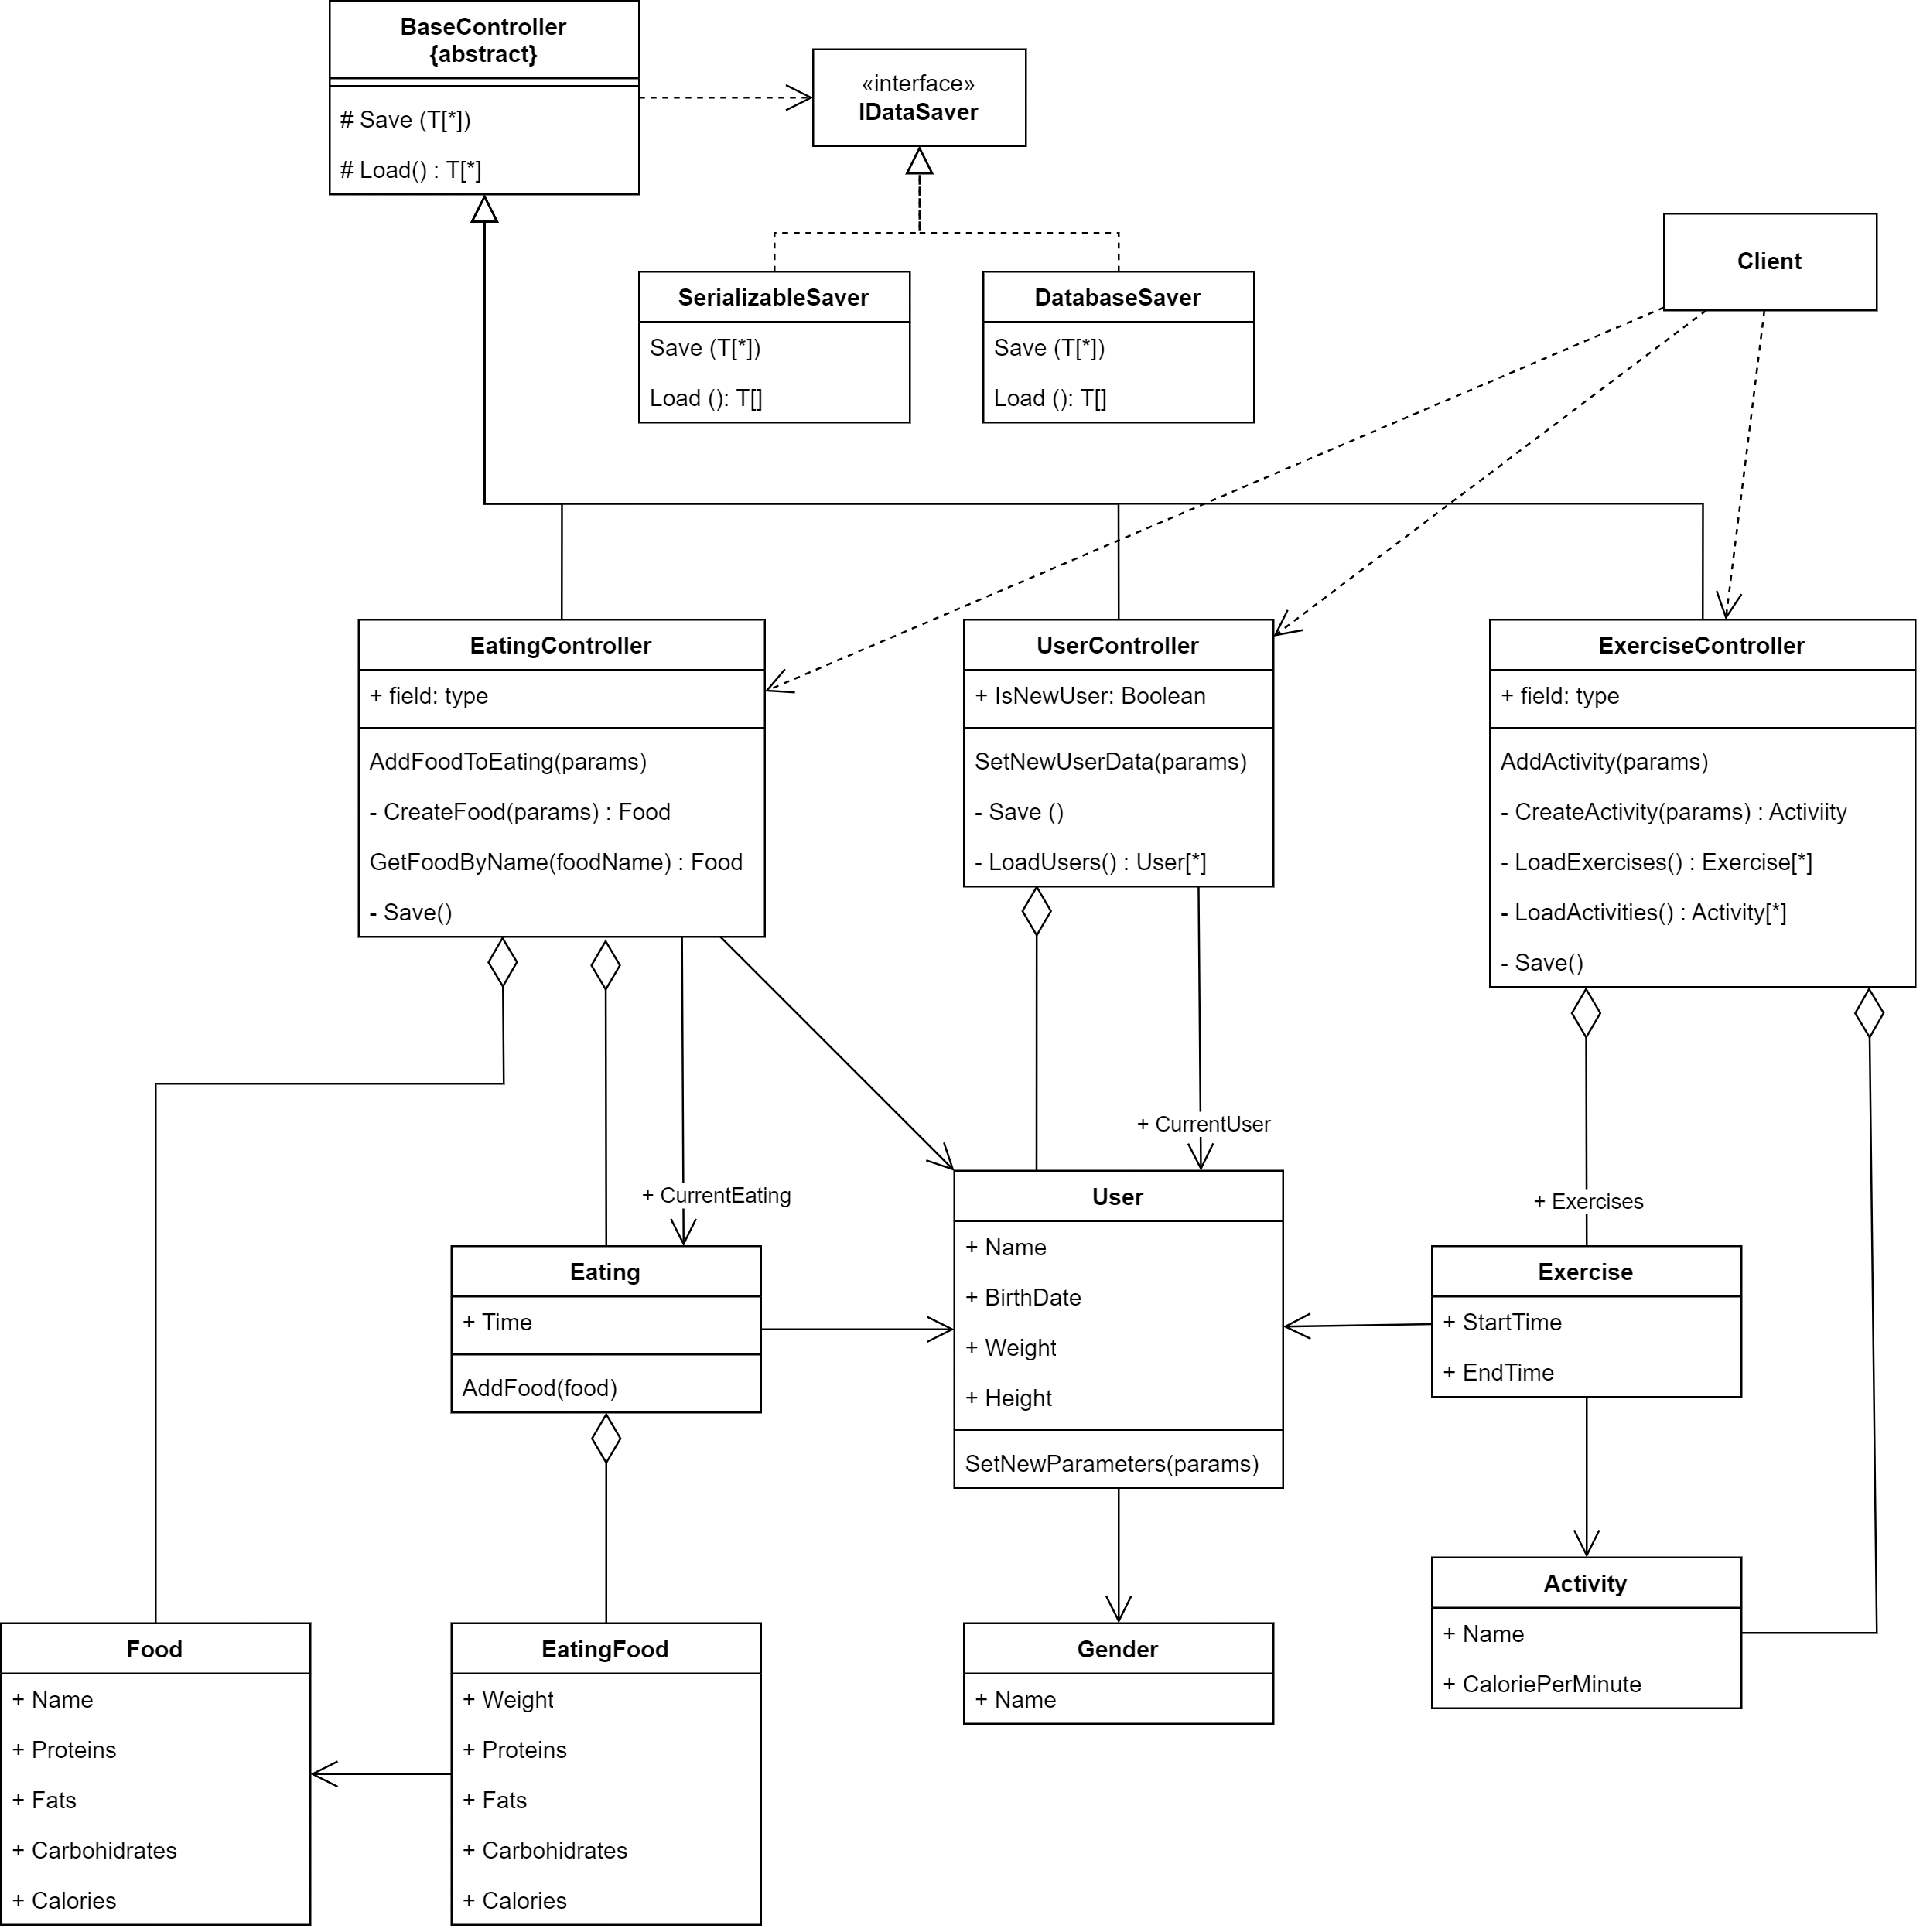 BaseController
{abstract}
# Save (T[*])
# Load() : T[*]
«interface»
IDataSaver
SerializableSaver
Save (T[*])
Load (): T[]
DatabaseSaver
Save (T[*])
Load (): T[]
Client
EatingController
+ field: type
AddFoodToEating(params)
- CreateFood(params) : Food
GetFoodByName(foodName) : Food
- Save()
UserController
+ IsNewUser: Boolean
SetNewUserData(params)
- Save ()
- LoadUsers() : User[*]
ExerciseController
+ field: type
AddActivity(params)
- CreateActivity(params) : Activiity
- LoadExercises() : Exercise[*]
- LoadActivities() : Activity[*]
- Save()
+ CurrentEating
+ CurrentUser
+ Exercises
Eating
+ Time
AddFood(food)
User
+ Name
+ BirthDate
+ Weight
+ Height
SetNewParameters(params)
Exercise
+ StartTime
+ EndTime
Food
+ Name
+ Proteins
+ Fats
+ Carbohidrates
+ Calories
EatingFood
+ Weight
+ Proteins
+ Fats
+ Carbohidrates
+ Calories
Gender
+ Name
Activity
+ Name
+ CaloriePerMinute